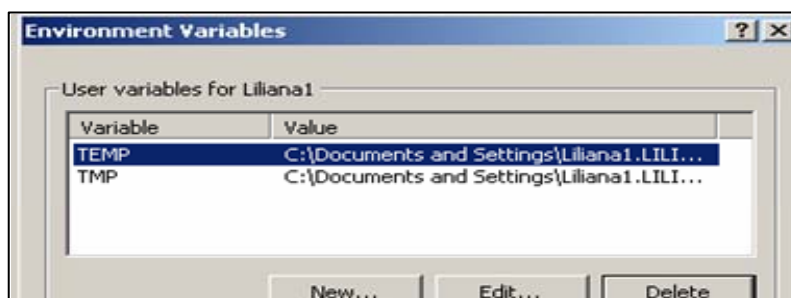 Environment Variables
User variables for Liliana1
Variable Value
TEMP C:\Documents and Settings\Liliana1.LILI...
TMP C:\Documents and Settings\Liliana1.LILI...
New... Edit... Delete